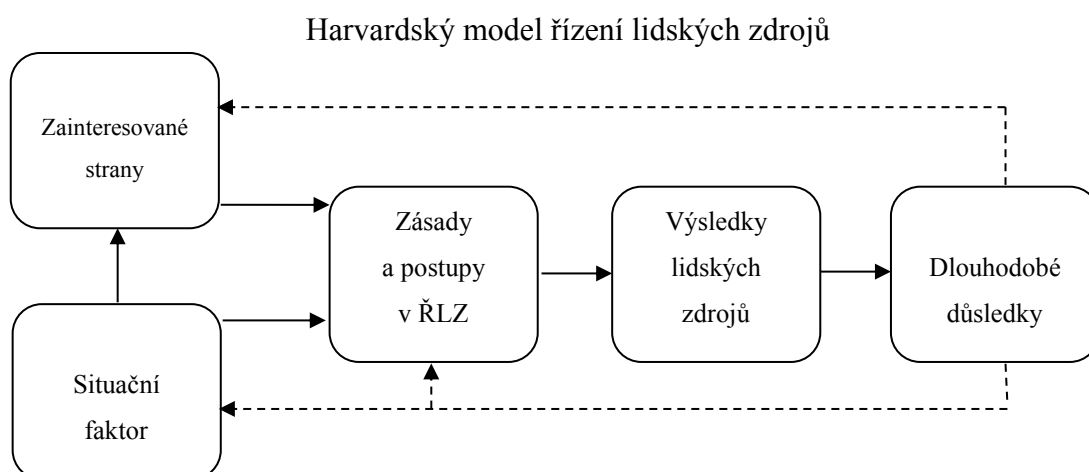 Harvardský model řízení lidských zdrojů
Zainteresované
strany
Zásady
a postupy
v ŘLZ
Výsledky
lidských
zdrojů
Dlouhodobé
důsledky
Situační
faktor